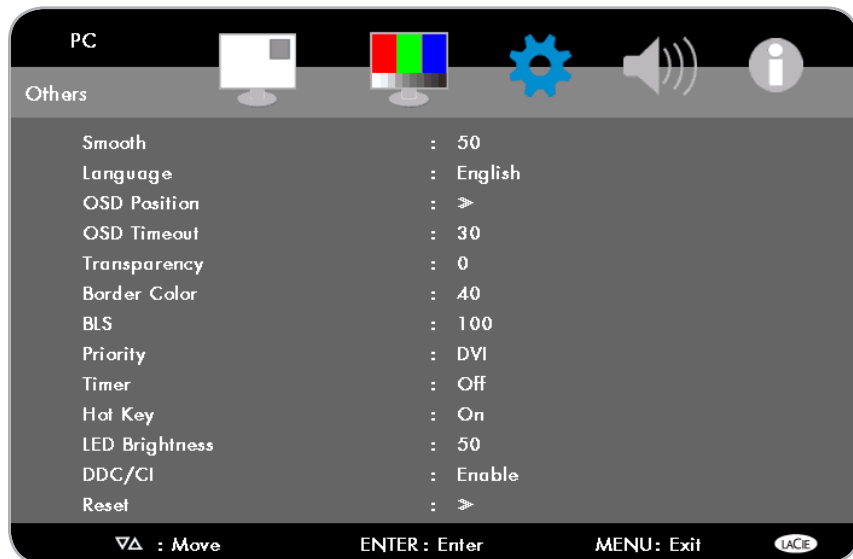 PC
Others
Smooth : 50
Language : English
OSD Position : ➢
OSD Timeout : 30
Transparency : 0
Border Color : 40
BLS : 100
Priority : DVI
Timer : Off
Hot Key : On
LED Brightness : 50
DDC/CI : Enable
Reset : ➢
▽△ : Move ENTER : Enter MENU : Exit LACIE